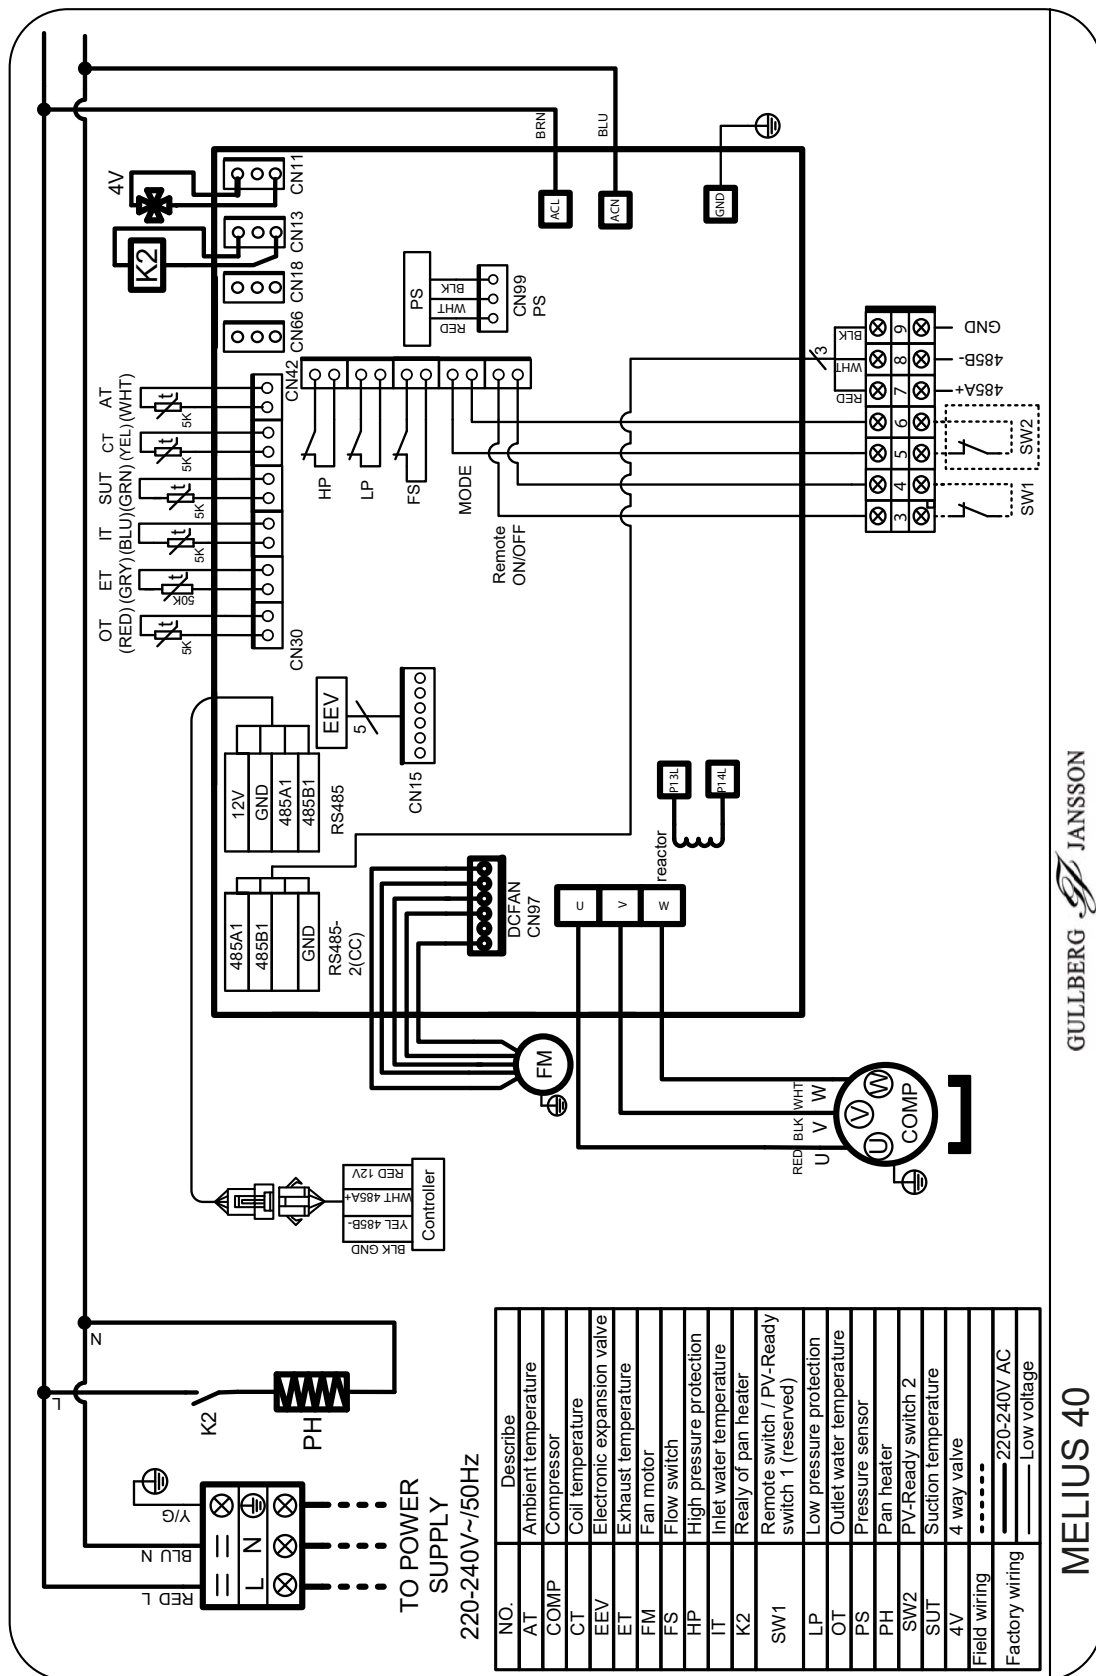 RED L
BLU N
Y/G
L
N
TO POWER
SUPPLY
220-240V~/50Hz
L
N
K2
PH
NO. Describe
AT Ambient temperature
COMP Compressor
CT Coil temperature
EEV Electronic expansion valve
ET Exhaust temperature
FM Fan motor
FS Flow switch
HP High pressure protection
IT Inlet water temperature
K2 Realy of pan heater
SW1 Remote switch / PV-Ready
switch 1 (reserved)
LP Low pressure protection
OT Outlet water temperature
PS Pressure sensor
PH Pan heater
SW2 PV-Ready switch 2
SUT Suction temperature
4V 4 way valve
Field wiring
Factory wiring 220-240V AC
Low voltage
BLK GND
YEL 485B-
WHT 485A+
RED 12V
Controller
FM
RED BLK WHT
U V W
U V W
COMP
485A1
485B1
GND
RS485-
2(CC)
12V
GND
485A1
485B1
RS485
EEV
5
CN15
DCFAN
CN97
U
V
W
reactor
P13L
P14L
OT ET IT SUT CT AT
(RED) (GRY) (BLU) (GRN) (YEL) (WHT)
t t t t t t
5K 50K 5K 5K 5K 5K
CN30
CN42
CN66
CN18
CN13
CN11
K2
4V
HP
LP
FS
MODE
Remote
ON/OFF
PS
RED WHT BLK
CN99
PS
BRN
BLU
ACL
ACN
GND
3
RED WHT BLK
3 4 5 6 7 8 9
485A+
485B-
GND
SW1
SW2
MELIUS 40
GULLBERG JANSSON